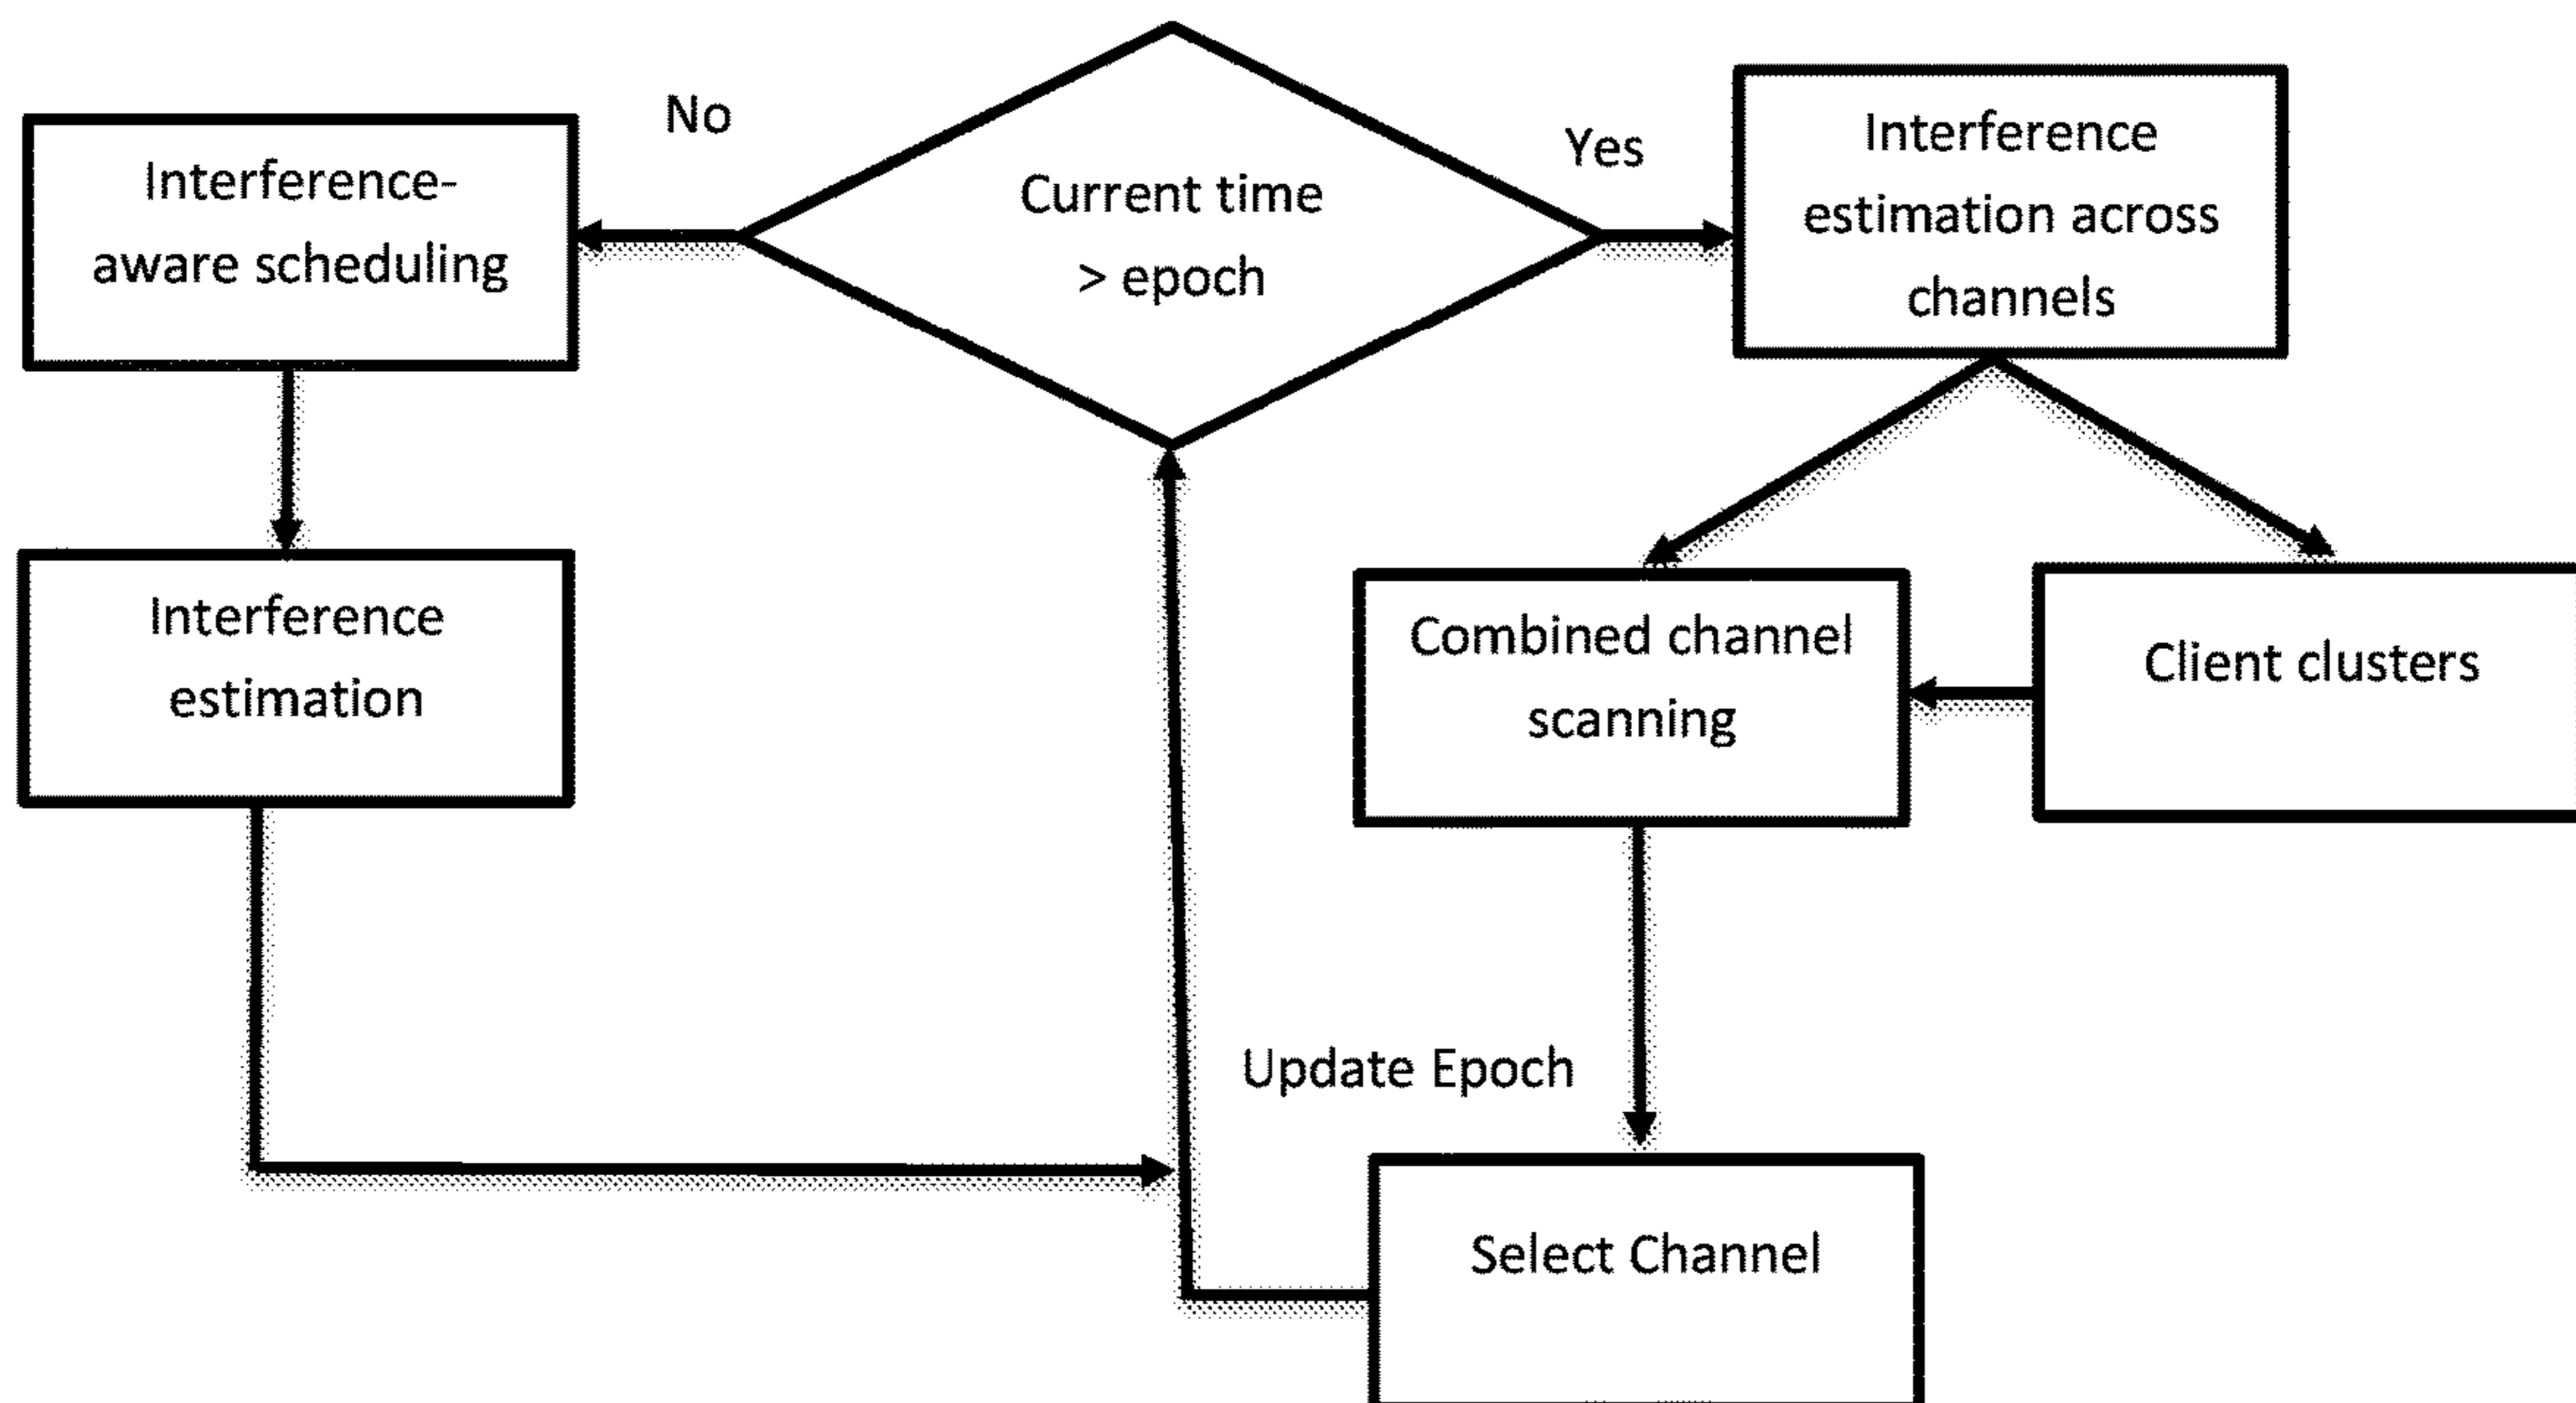 No
Yes
Interference-
aware scheduling
Current time
> epoch
Interference
estimation across
channels
Interference
estimation
Combined channel
scanning
Client clusters
Update Epoch
Select Channel